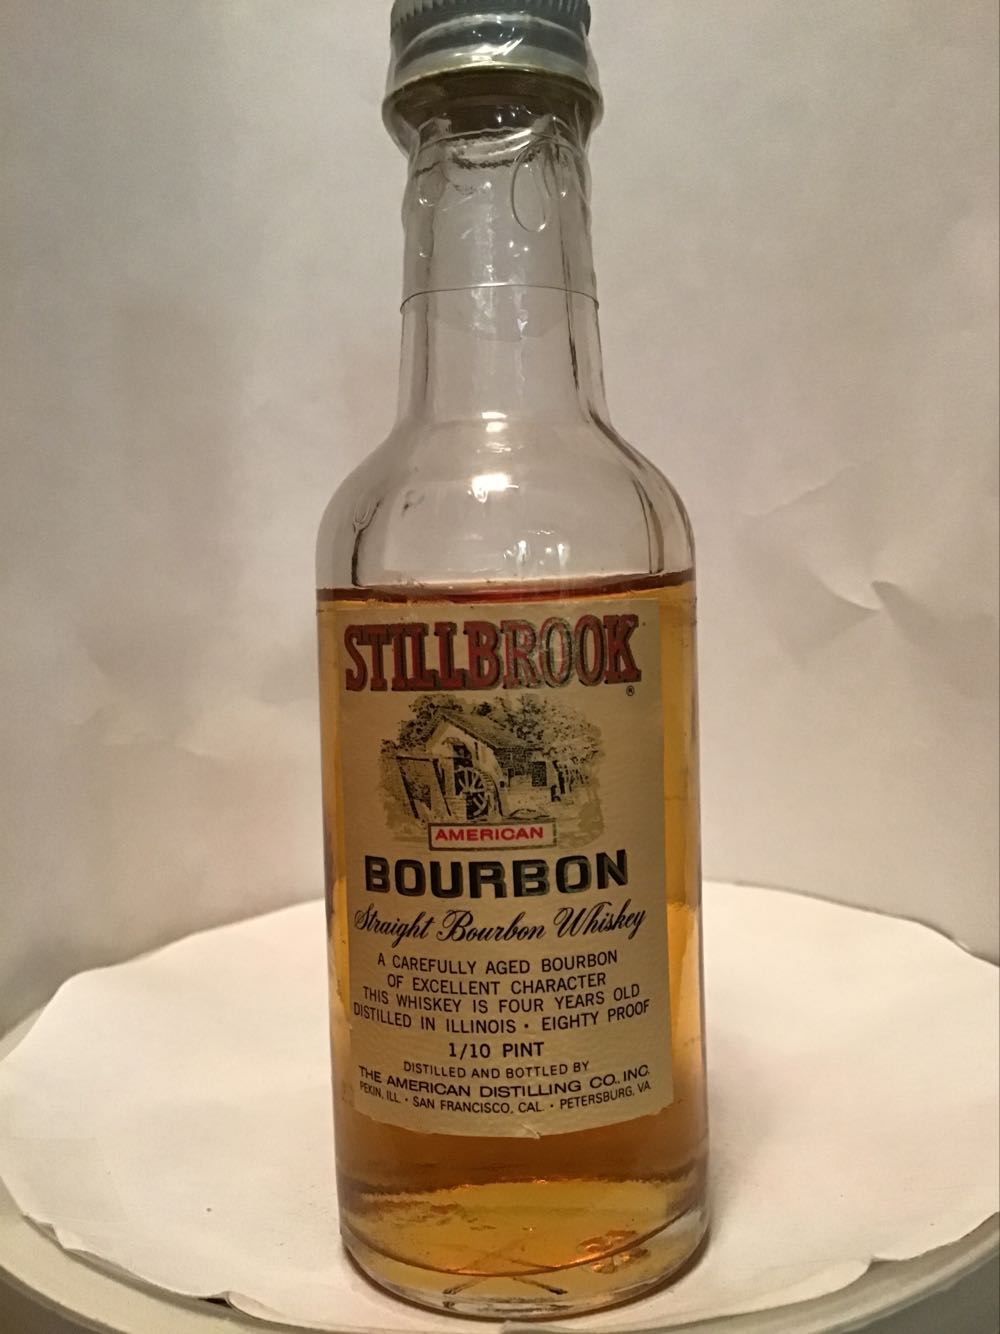 STILLBROOK
®
AMERICAN
BOURBON
Straight Bourbon Whiskey
A CAREFULLY AGED BOURBON
OF EXCELLENT CHARACTER
THIS WHISKEY IS FOUR YEARS OLD
DISTILLED IN ILLINOIS · EIGHTY PROOF
1/10 PINT
DISTILLED AND BOTTLED BY
THE AMERICAN DISTILLING CO., INC.
PEKIN, ILL. · SAN FRANCISCO, CAL. · PETERSBURG, VA